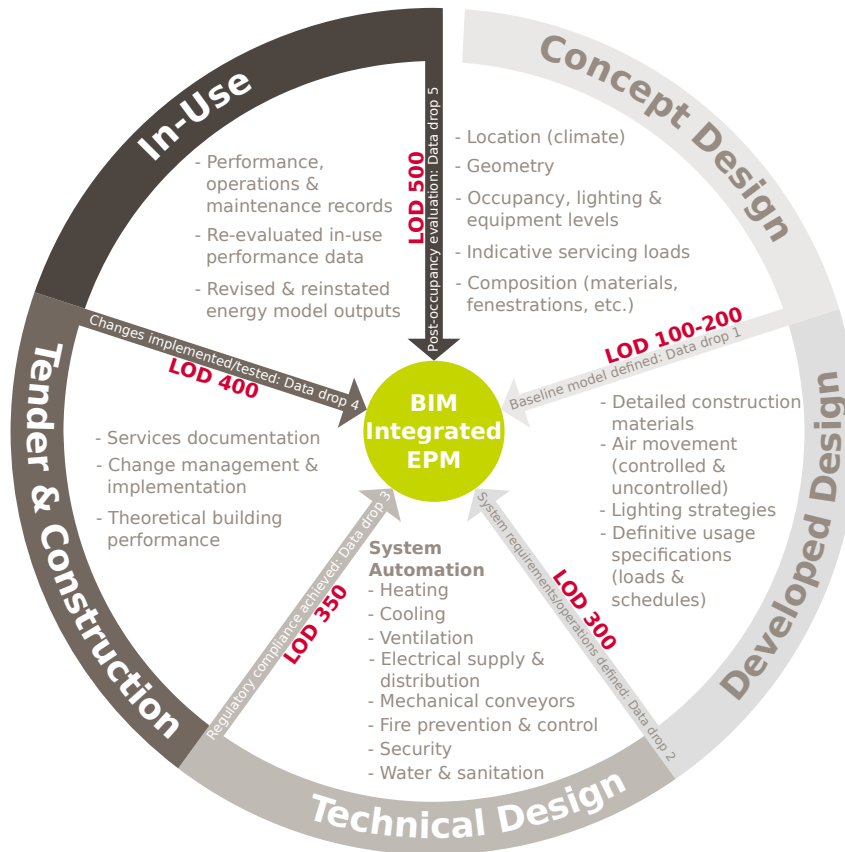 Concept Design
- Location (climate)
- Geometry
- Occupancy, lighting &
equipment levels
- Indicative servicing loads
- Composition (materials,
fenestrations, etc.)
LOD 100-200
Baseline model defined: Data drop 1
Developed Design
- Detailed construction
materials
- Air movement
(controlled &
uncontrolled)
- Lighting strategies
- Definitive usage
specifications
(loads &
schedules)
LOD 300
System requirements/operations defined: Data drop 2
Technical Design
System
Automation
- Heating
- Cooling
- Ventilation
- Electrical supply &
distribution
- Mechanical conveyors
- Fire prevention & control
- Security
- Water & sanitation
LOD 350
Regulatory compliance achieved: Data drop 3
Tender & Construction
- Services documentation
- Change management &
implementation
- Theoretical building
performance
LOD 400
Changes implemented/tested: Data drop 4
In-Use
- Performance,
operations &
maintenance records
- Re-evaluated in-use
performance data
- Revised & reinstated
energy model outputs
LOD 500
Post-occupancy evaluation: Data drop 5
BIM
Integrated
EPM